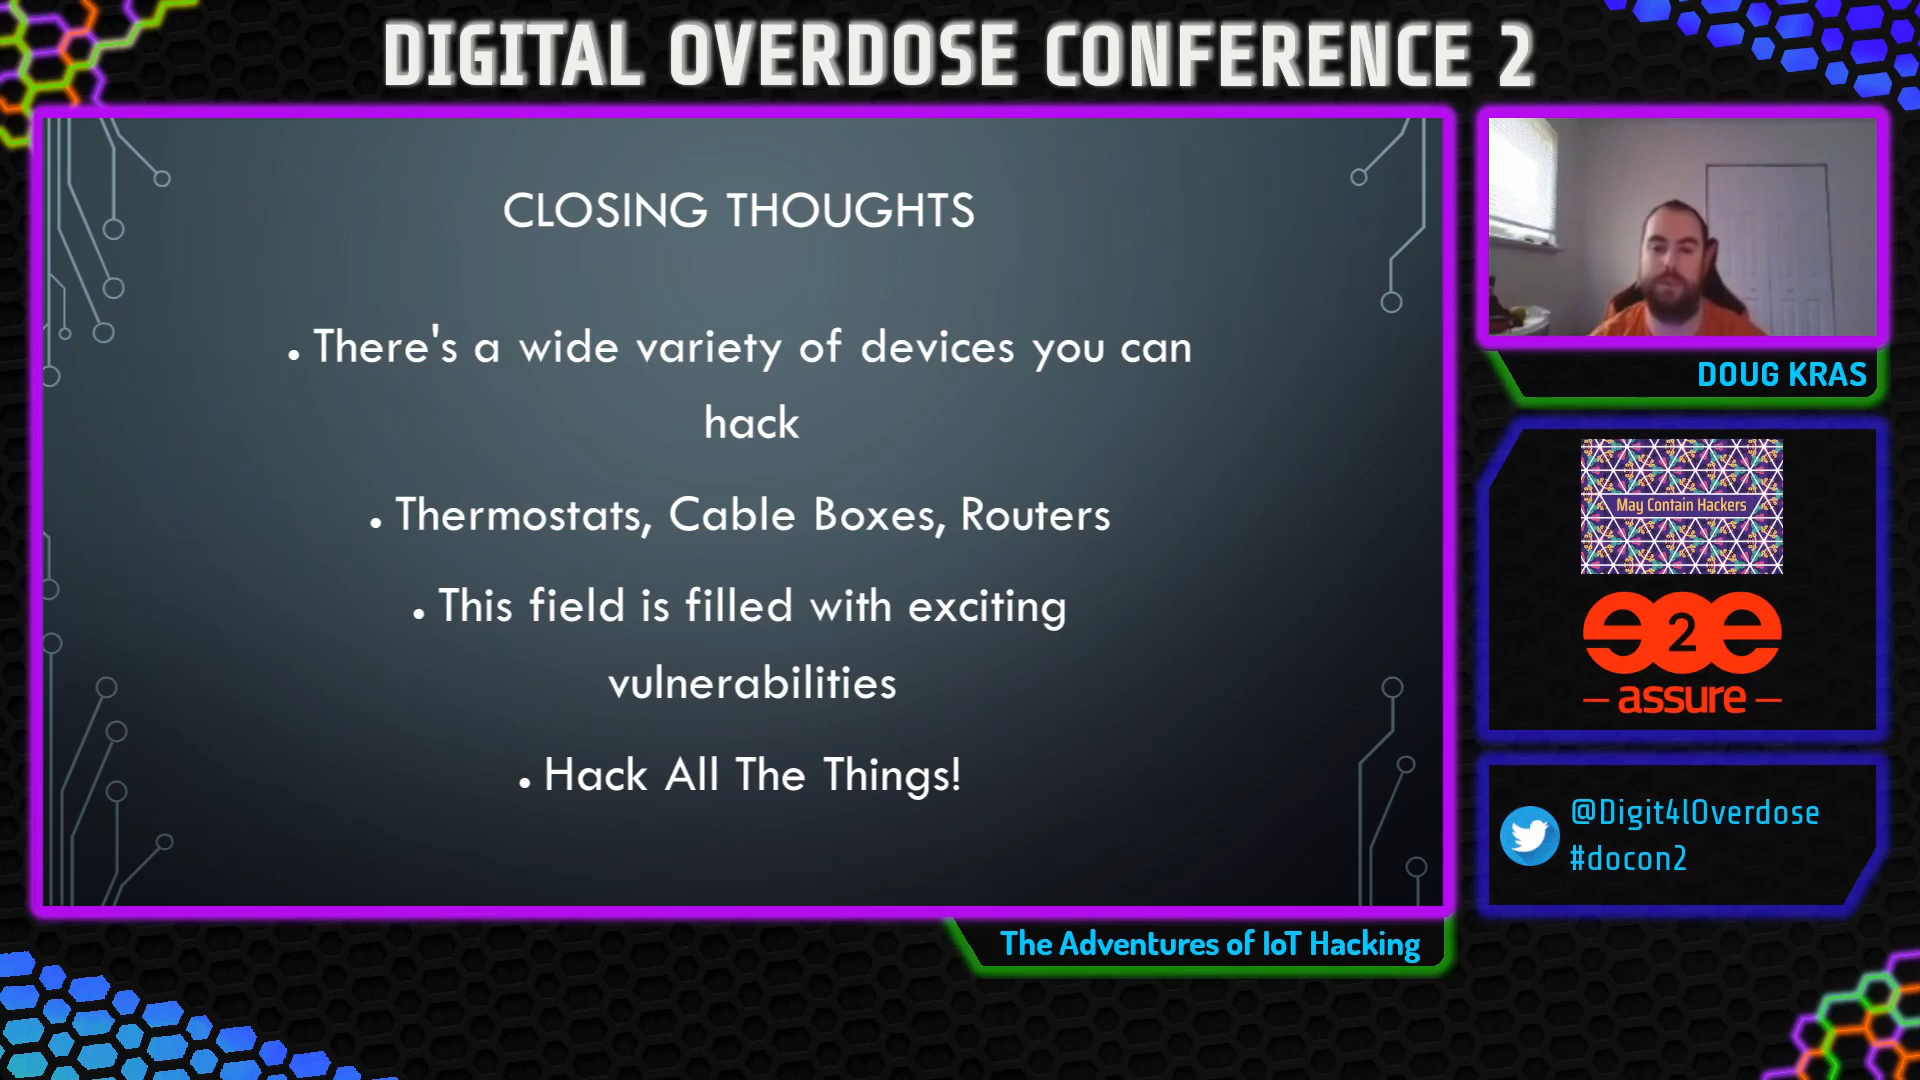 DIGITAL OVERDOSE CONFERENCE 2
CLOSING THOUGHTS
• There's a wide variety of devices you can
hack
• Thermostats, Cable Boxes, Routers
• This field is filled with exciting
vulnerabilities
• Hack All The Things!
The Adventures of IoT Hacking
DOUG KRAS
May Contain Hackers
e2e
assure
@Digit4lOverdose
#docon2